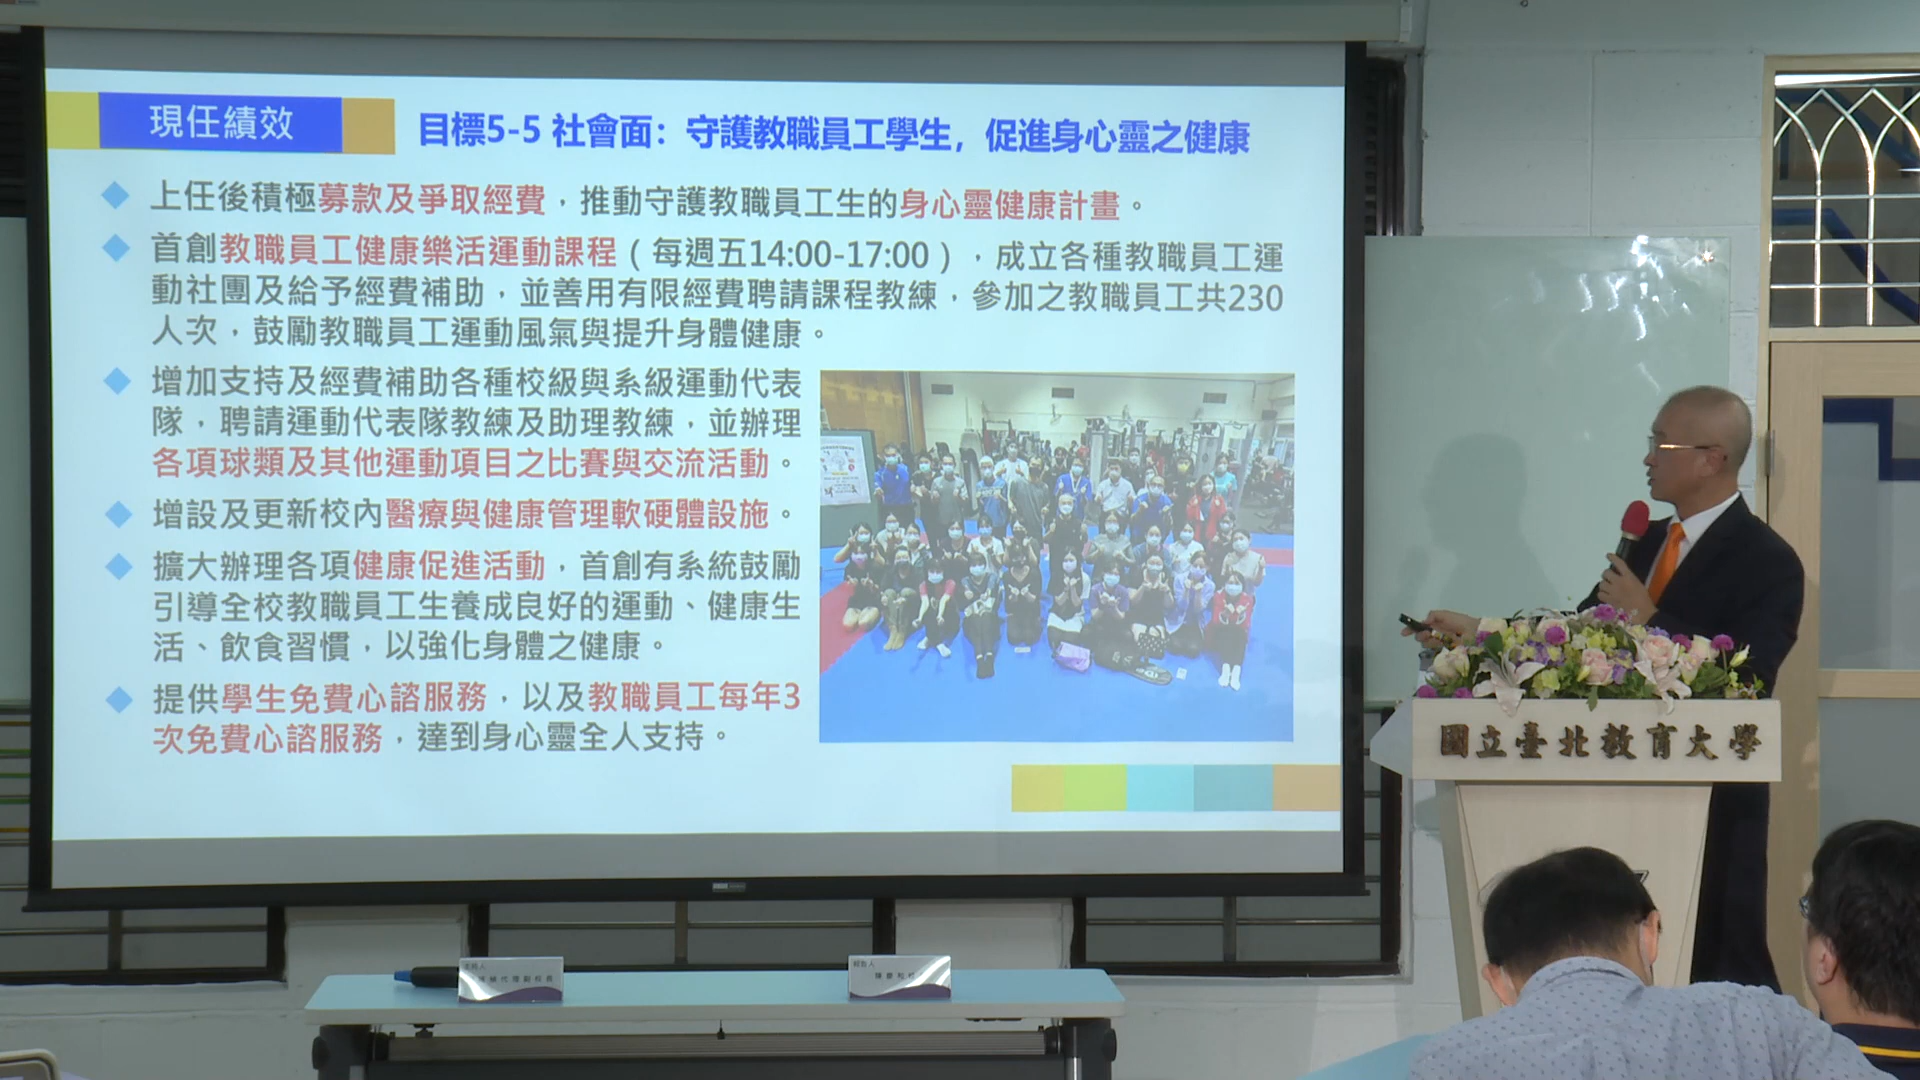 現任績效
目標5-5 社會面：守護教職員工學生，促進身心靈之健康
上任後積極募款及爭取經費，推動守護教職員工生的身心靈健康計畫。
首創教職員工健康樂活運動課程（每週五14:00-17:00），成立各種教職員工運
動社團及給予經費補助，並善用有限經費聘請課程教練，參加之教職員工共230
人次，鼓勵教職員工運動風氣與提升身體健康。
增加支持及經費補助各種校級與系級運動代表
隊，聘請運動代表隊教練及助理教練，並辦理
各項球類及其他運動項目之比賽與交流活動。
增設及更新校內醫療與健康管理軟硬體設施。
擴大辦理各項健康促進活動，首創有系統鼓勵
引導全校教職員工生養成良好的運動、健康生
活、飲食習慣，以強化身體之健康。
提供學生免費心諮服務，以及教職員工每年3
次免費心諮服務，達到身心靈全人支持。
國立臺北教育大學
代理副校長